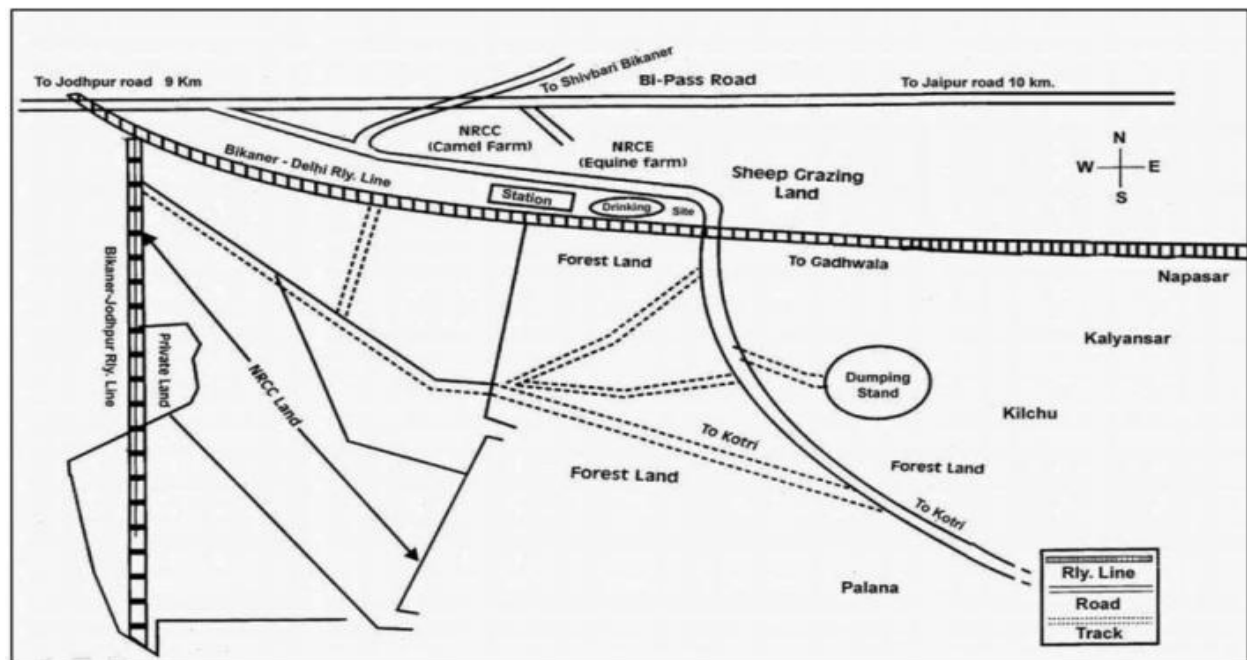 To Jodhpur road 9 Km
To Shivbari Bikaner
BI-Pass Road
To Jaipur road 10 km.
NRCC
(Camel Farm)
NRCE
(Equine farm)
N
W E
S
Bikaner - Delhi Rly. Line
Station
Drinking Site
Sheep Grazing
Land
Forest Land
To Gadhwala
Napasar
Bikaner-Jodhpur Rly. Line
Private Land
NRCC Land
Kalyansar
Dumping
Stand
Kilchu
To Kotri
Forest Land
Forest Land
To Kotri
Palana
Rly. Line
Road
Track